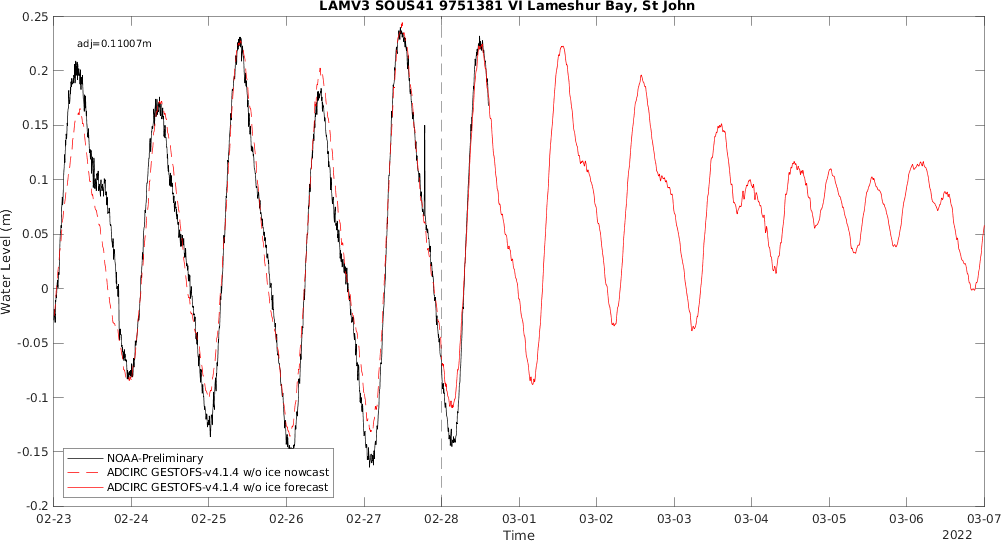 LAMV3 SOUS41 9751381 VI Lameshur Bay, St John
adj=0.11007m
0.25
0.2
0.15
0.1
0.05
0
-0.05
-0.1
-0.15
-0.2
Water Level (m)
NOAA-Preliminary
ADCIRC GESTOFS-v4.1.4 w/o ice nowcast
ADCIRC GESTOFS-v4.1.4 w/o ice forecast
02-23 02-24 02-25 02-26 02-27 02-28 03-01 03-02 03-03 03-04 03-05 03-06 03-07
Time
2022